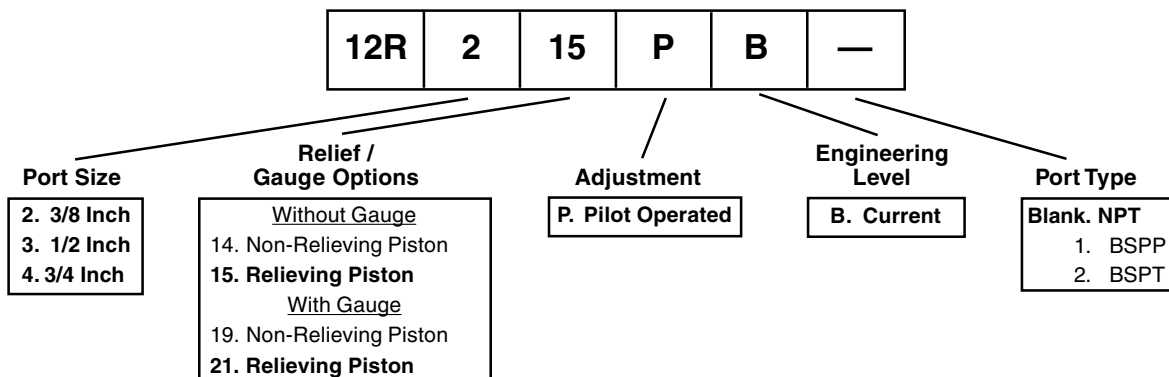 12R 2 15 P B —
Port Size
2. 3/8 Inch
3. 1/2 Inch
4. 3/4 Inch
Relief /
Gauge Options
Without Gauge
14. Non-Relieving Piston
15. Relieving Piston
With Gauge
19. Non-Relieving Piston
21. Relieving Piston
Adjustment
P. Pilot Operated
Engineering
Level
B. Current
Port Type
Blank. NPT
1. BSPP
2. BSPT